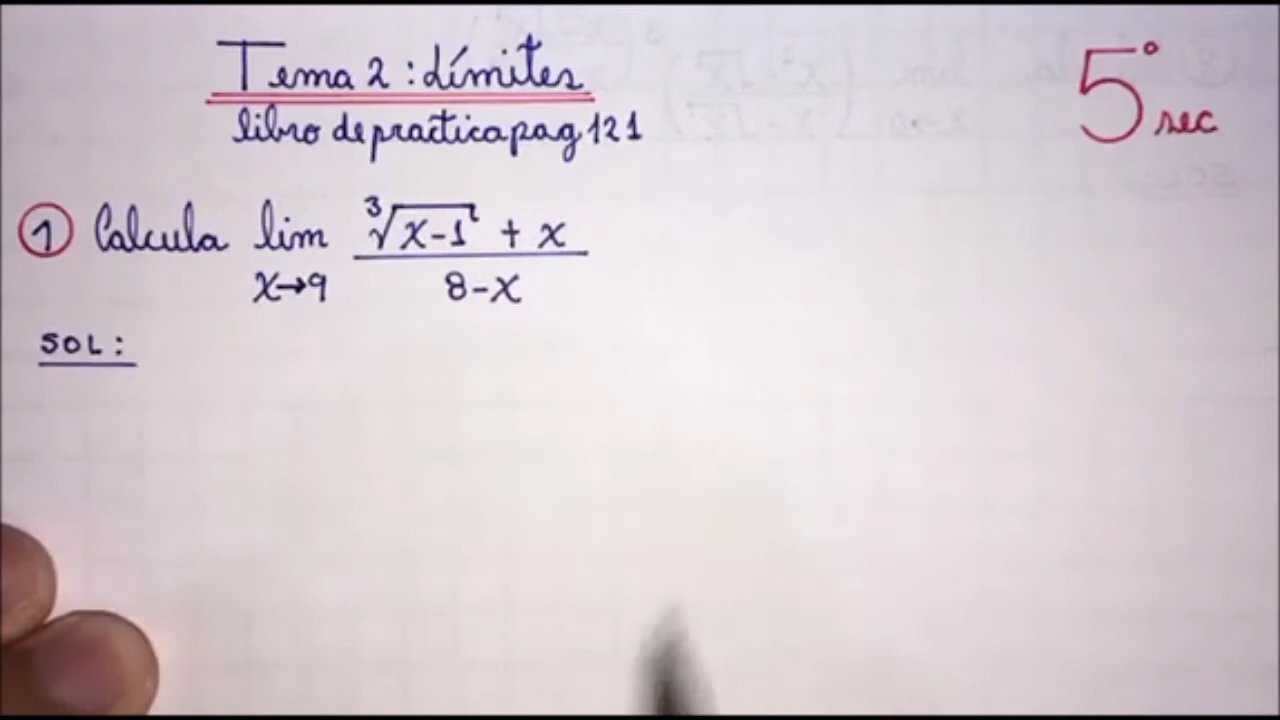 Tema 2: Límites
libro de practica pag 121
5° sec
① Calcula lim ∛(x-1) + x
x→9 8-x
SOL: